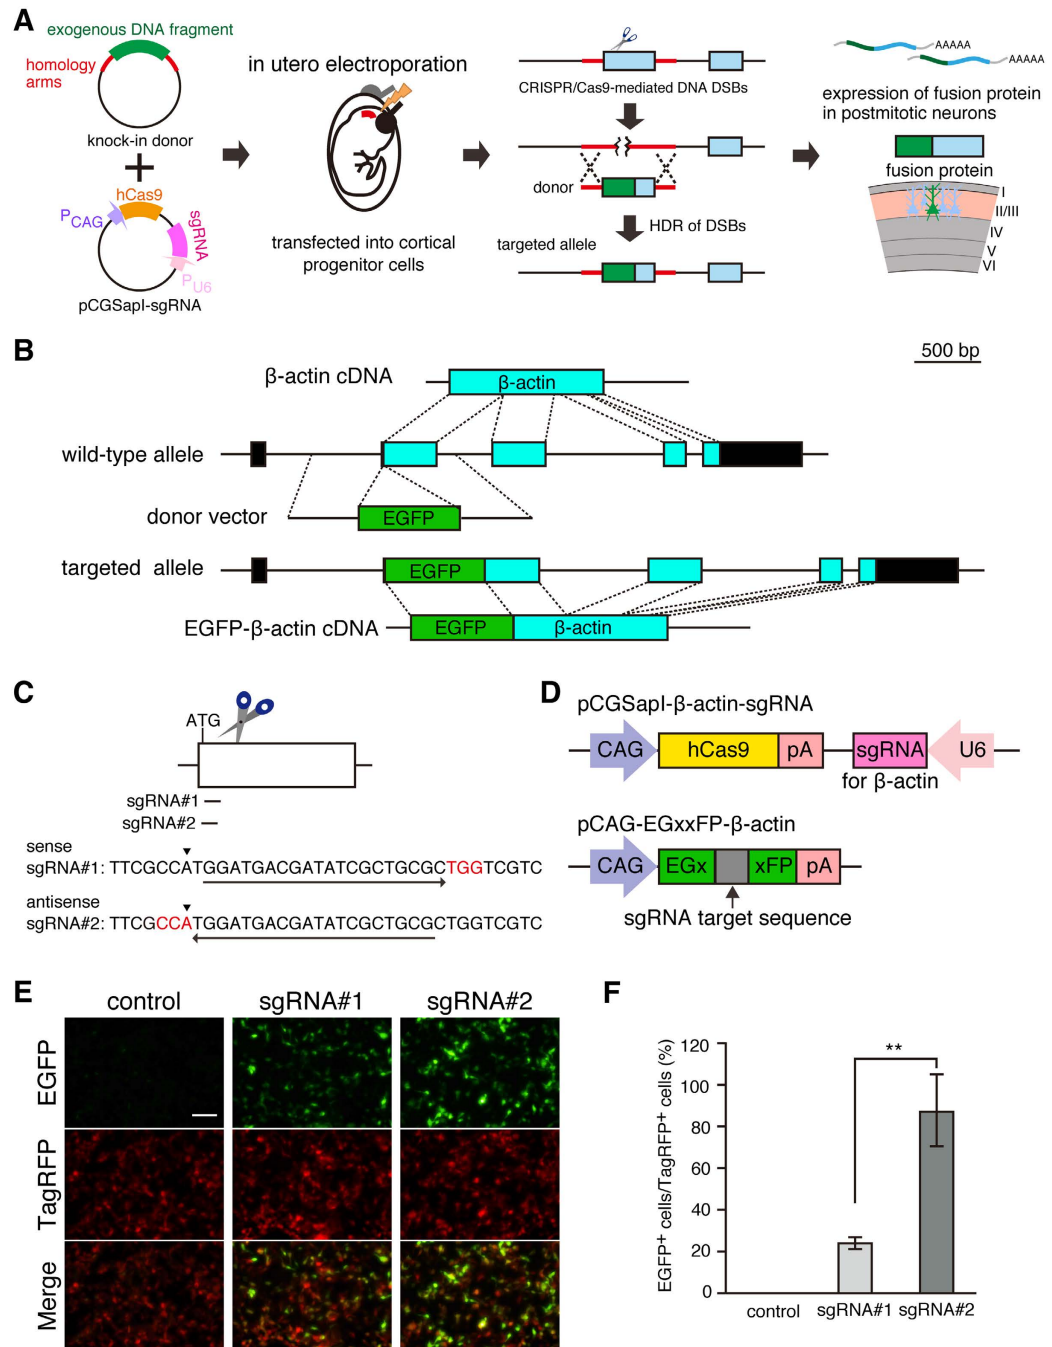 A
exogenous DNA fragment
homology
arms
knock-in donor
hCas9
PCAG
sgRNA
PU6
pCGSapI-sgRNA
in utero electroporation
transfected into cortical
progenitor cells
CRISPR/Cas9-mediated DNA DSBs
donor
HDR of DSBs
targeted allele
AAAAA
AAAAA
expression of fusion protein
in postmitotic neurons
fusion protein
I
II/III
IV
V
VI
B
500 bp
β-actin cDNA
β-actin
wild-type allele
donor vector
EGFP
targeted allele
EGFP
EGFP-β-actin cDNA
EGFP
β-actin
C
ATG
sgRNA#1
sgRNA#2
sense
sgRNA#1: TTCGCCATGGATGACGATATCGCTGCGCTGGTCGTC
antisense
sgRNA#2: TTCGCCATGGATGACGATATCGCTGCGCTGGTCGTC
D
pCGSapI-β-actin-sgRNA
CAG
hCas9
pA
sgRNA
U6
for β-actin
pCAG-EGxxFP-β-actin
CAG
EGx
xFP
pA
sgRNA target sequence
E
control
sgRNA#1
sgRNA#2
EGFP
TagRFP
Merge
F
EGFP+ cells/TagRFP+ cells (%)
120
100
80
60
40
20
0
**
control
sgRNA#1
sgRNA#2